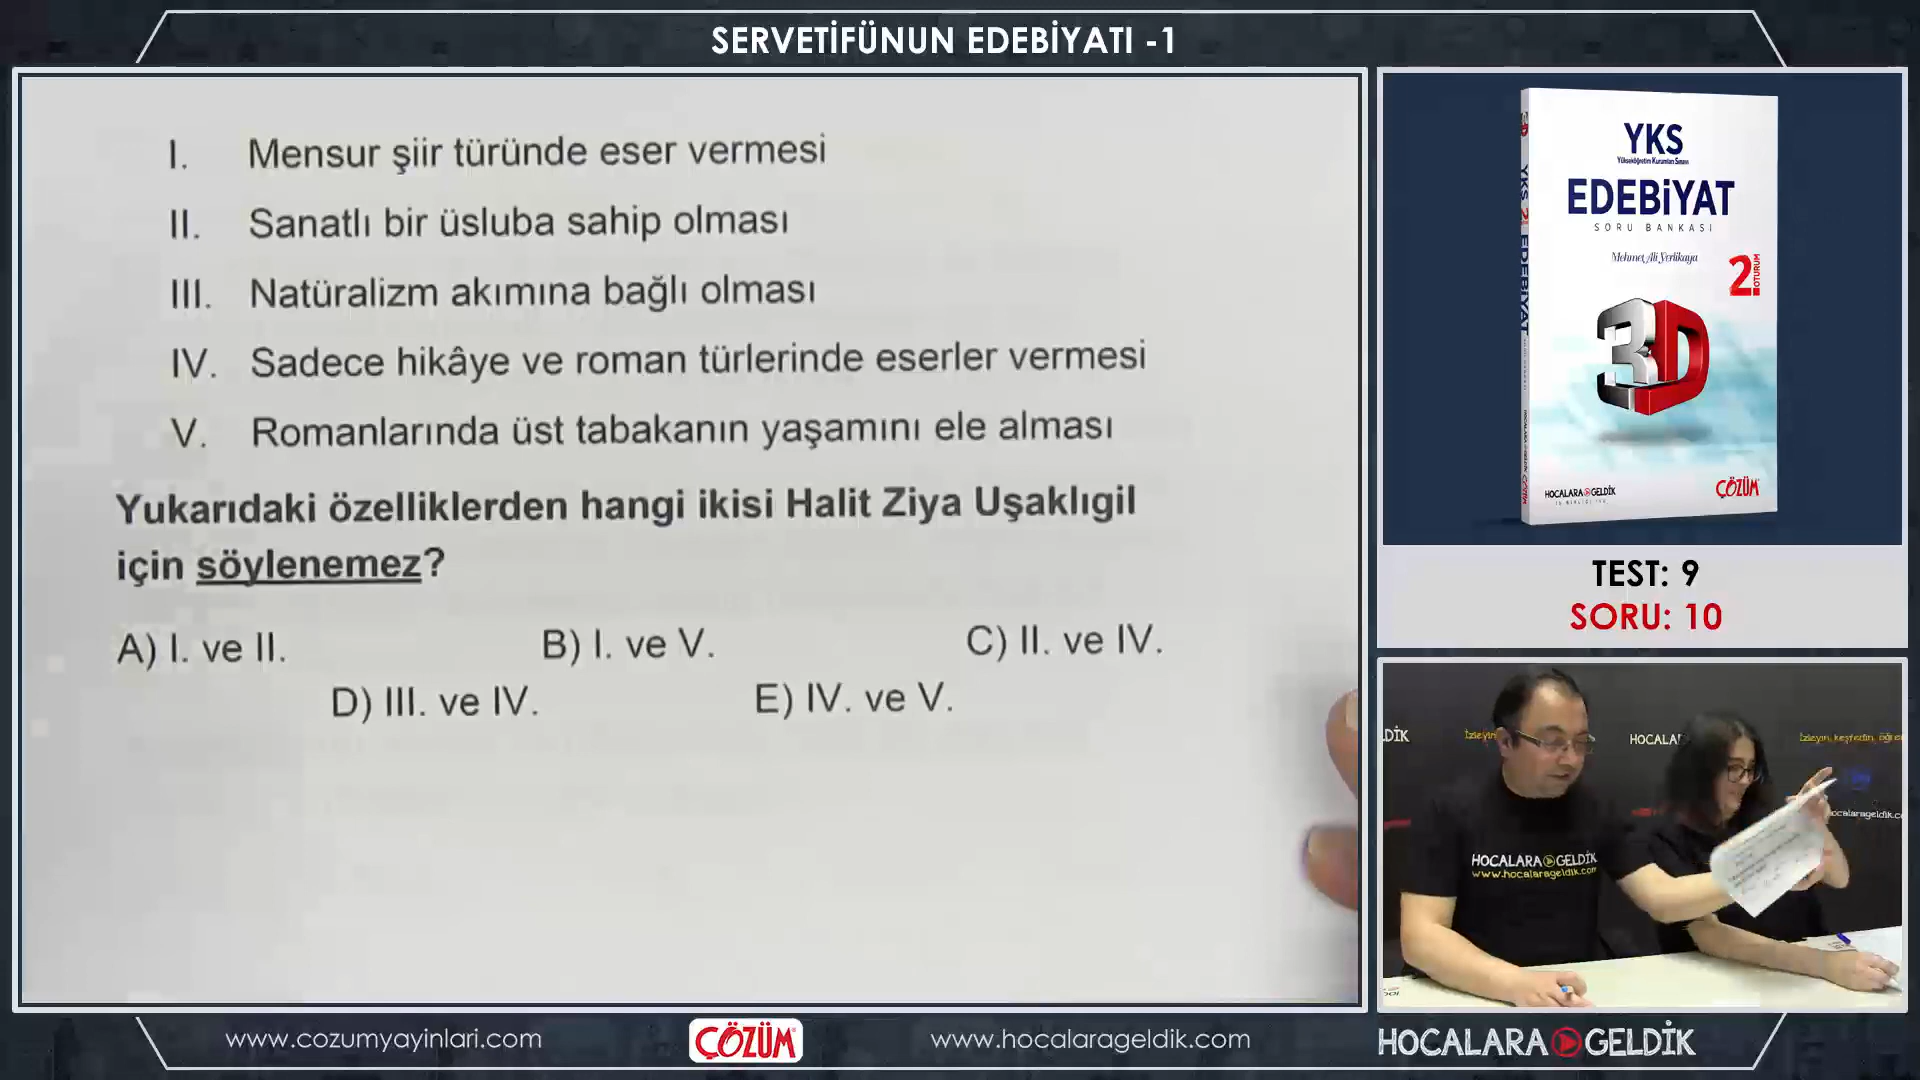 SERVETİFÜNUN EDEBİYATI -1
I. Mensur şiir türünde eser vermesi
II. Sanatlı bir üsluba sahip olması
III. Natüralizm akımına bağlı olması
IV. Sadece hikâye ve roman türlerinde eserler vermesi
V. Romanlarında üst tabakanın yaşamını ele alması
Yukarıdaki özelliklerden hangi ikisi Halit Ziya Uşaklıgil
için söylenemez?
A) I. ve II. B) I. ve V. C) II. ve IV.
D) III. ve IV. E) IV. ve V.
YKS
Yükseköğretim Kurumları Sınavı
EDEBİYAT
SORU BANKASI
Mehmet Ali Yerlikaya
2. OTURUM
3D
HOCALARA GELDİK
ÇÖZÜM
TEST: 9
SORU: 10
HOCALARA GELDİK
www.hocalarageldik.com
www.cozumyayinlari.com
ÇÖZÜM
www.hocalarageldik.com
HOCALARA GELDİK